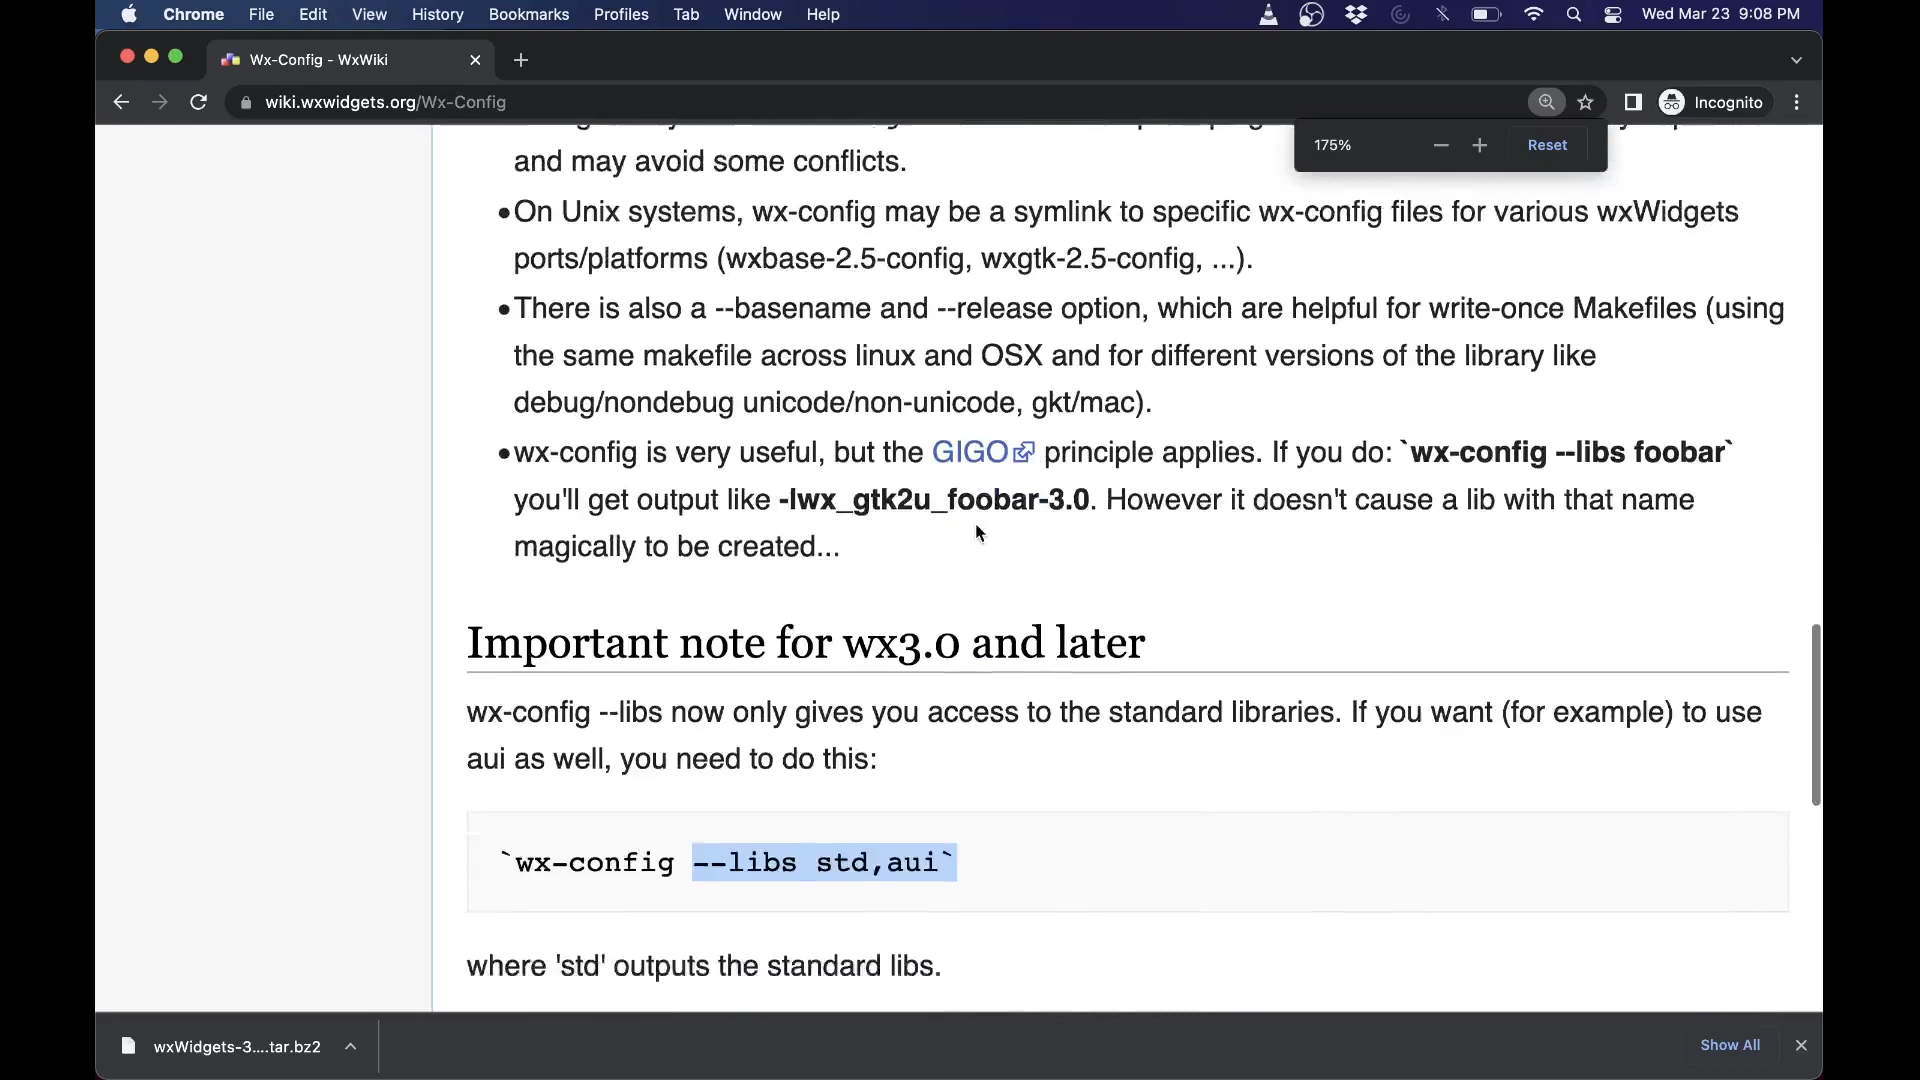 Chrome File Edit View History Bookmarks Profiles Tab Window Help Wed Mar 23 9:08 PM
Wx-Config - WxWiki
wiki.wxwidgets.org/Wx-Config Incognito
175% Reset
and may avoid some conflicts.
•On Unix systems, wx-config may be a symlink to specific wx-config files for various wxWidgets
ports/platforms (wxbase-2.5-config, wxgtk-2.5-config, ...).
•There is also a --basename and --release option, which are helpful for write-once Makefiles (using
the same makefile across linux and OSX and for different versions of the library like
debug/nondebug unicode/non-unicode, gkt/mac).
•wx-config is very useful, but the GIGO principle applies. If you do: `wx-config --libs foobar`
you'll get output like -lwx_gtk2u_foobar-3.0. However it doesn't cause a lib with that name
magically to be created...
Important note for wx3.0 and later
wx-config --libs now only gives you access to the standard libraries. If you want (for example) to use
aui as well, you need to do this:
`wx-config --libs std,aui`
where 'std' outputs the standard libs.
wxWidgets-3....tar.bz2 Show All